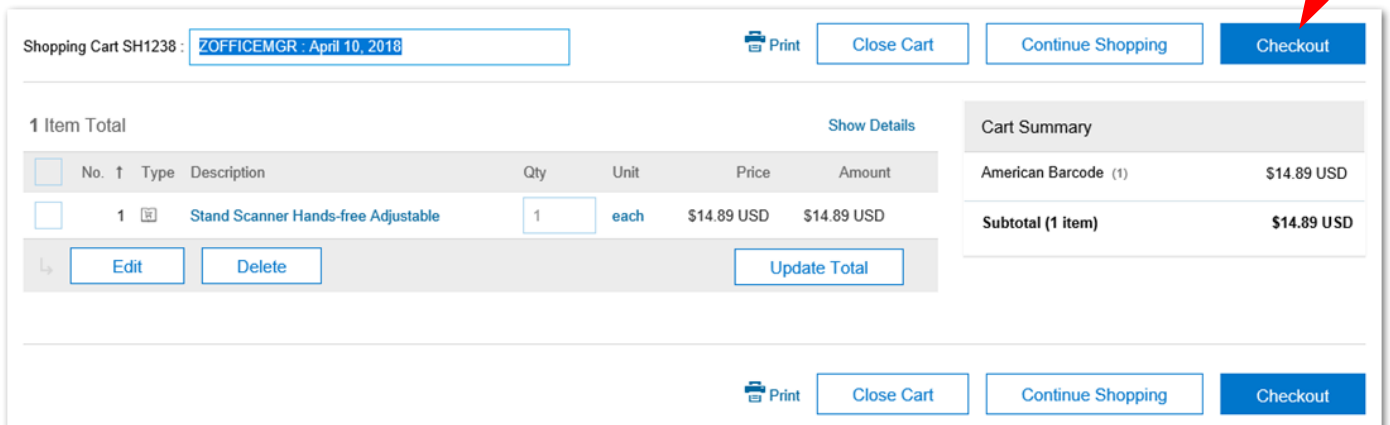 Shopping Cart SH1238 : ZOFFICEMGR : April 10, 2018 Print Close Cart Continue Shopping Checkout
1 Item Total Show Details
No. ↑ Type Description Qty Unit Price Amount
1 Stand Scanner Hands-free Adjustable 1 each $14.89 USD $14.89 USD
Edit Delete Update Total
Cart Summary
American Barcode (1) $14.89 USD
Subtotal (1 item) $14.89 USD
Print Close Cart Continue Shopping Checkout